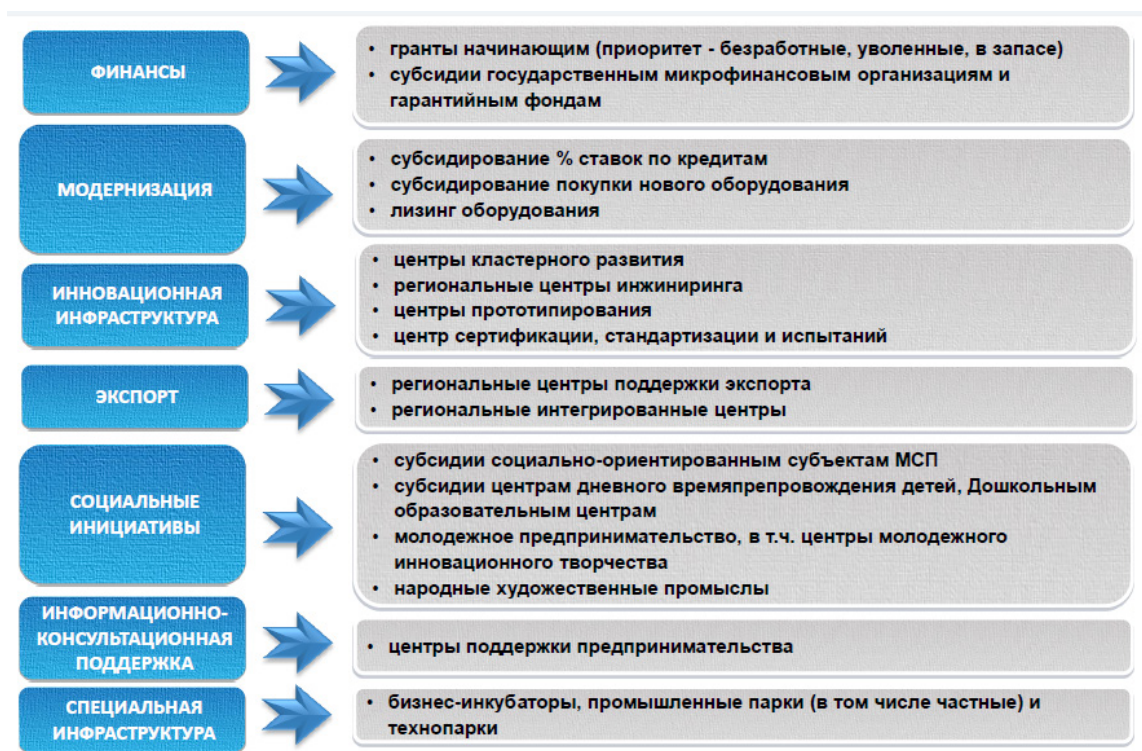 ФИНАНСЫ
• гранты начинающим (приоритет - безработные, уволенные, в запасе)
• субсидии государственным микрофинансовым организациям и
гарантийным фондам
МОДЕРНИЗАЦИЯ
• субсидирование % ставок по кредитам
• субсидирование покупки нового оборудования
• лизинг оборудования
ИННОВАЦИОННАЯ
ИНФРАСТРУКТУРА
• центры кластерного развития
• региональные центры инжиниринга
• центры прототипирования
• центр сертификации, стандартизации и испытаний
ЭКСПОРТ
• региональные центры поддержки экспорта
• региональные интегрированные центры
СОЦИАЛЬНЫЕ
ИНИЦИАТИВЫ
• субсидии социально-ориентированным субъектам МСП
• субсидии центрам дневного времяпрепровождения детей, Дошкольным
образовательным центрам
• молодежное предпринимательство, в т.ч. центры молодежного
инновационного творчества
• народные художественные промыслы
ИНФОРМАЦИОННО-
КОНСУЛЬТАЦИОННАЯ
ПОДДЕРЖКА
• центры поддержки предпринимательства
СПЕЦИАЛЬНАЯ
ИНФРАСТРУКТУРА
• бизнес-инкубаторы, промышленные парки (в том числе частные) и
технопарки